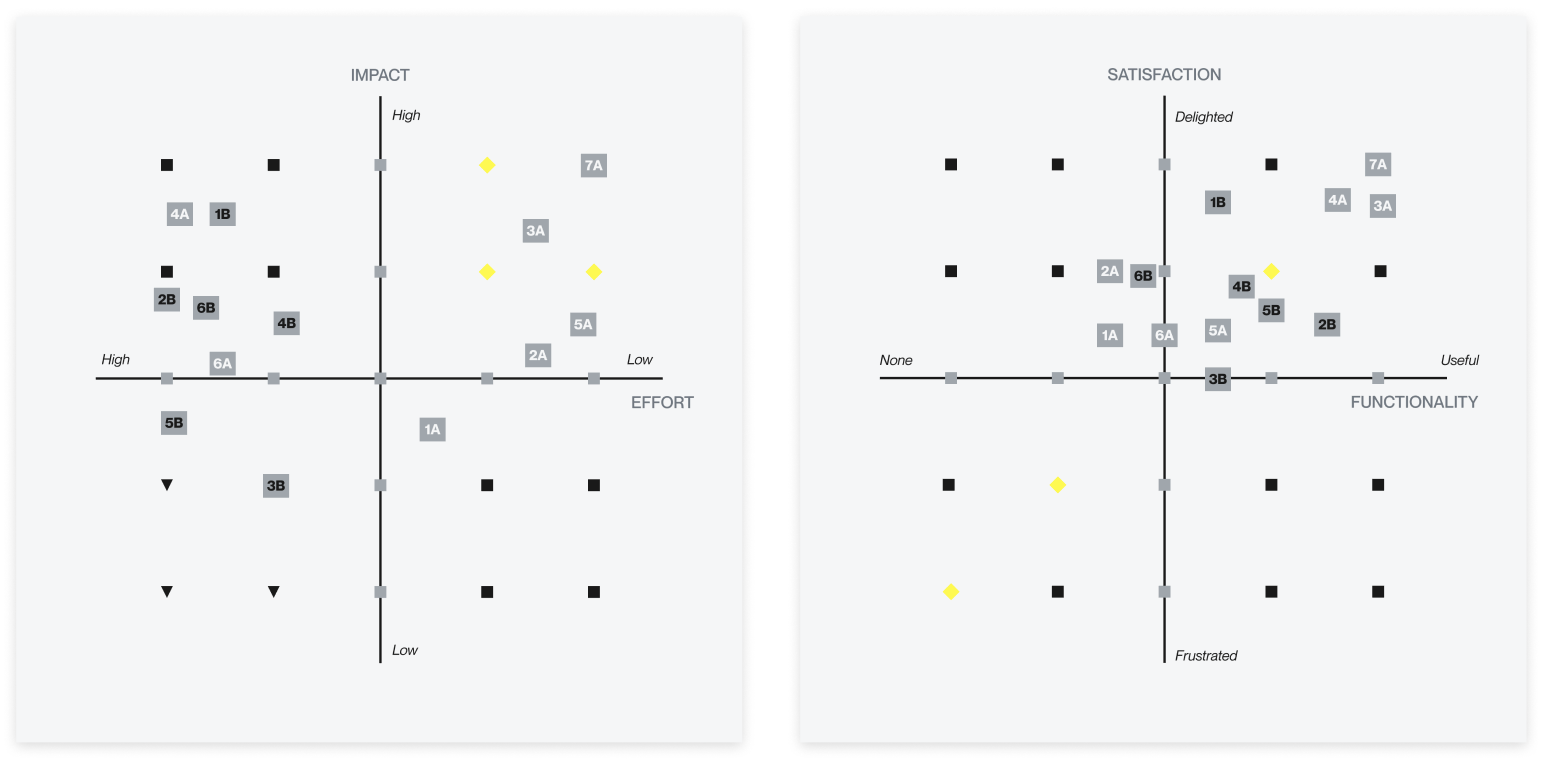 IMPACT
High
7A
4A
1B
3A
2B
6B
4B
5A
2A
6A
High
Low
EFFORT
5B
1A
3B
Low
SATISFACTION
Delighted
7A
1B
4A
3A
2A
6B
4B
5B
2B
5A
1A
6A
None
Useful
3B
FUNCTIONALITY
Frustrated